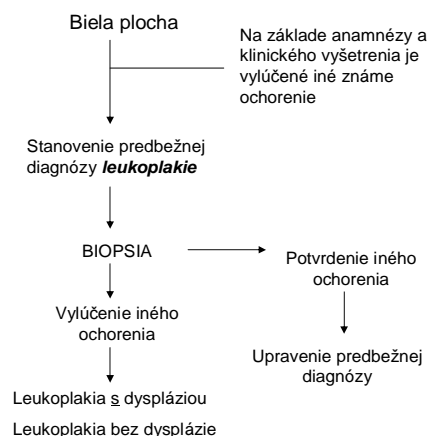 Biela plocha
Na základe anamnézy a
klinického vyšetrenia je
vylúčené iné známe
ochorenie
Stanovenie predbežnej
diagnózy leukoplakie
BIOPSIA
Potvrdenie iného
ochorenia
Vylúčenie iného
ochorenia
Upravenie predbežnej
diagnózy
Leukoplakia s dyspláziou
Leukoplakia bez dysplázie